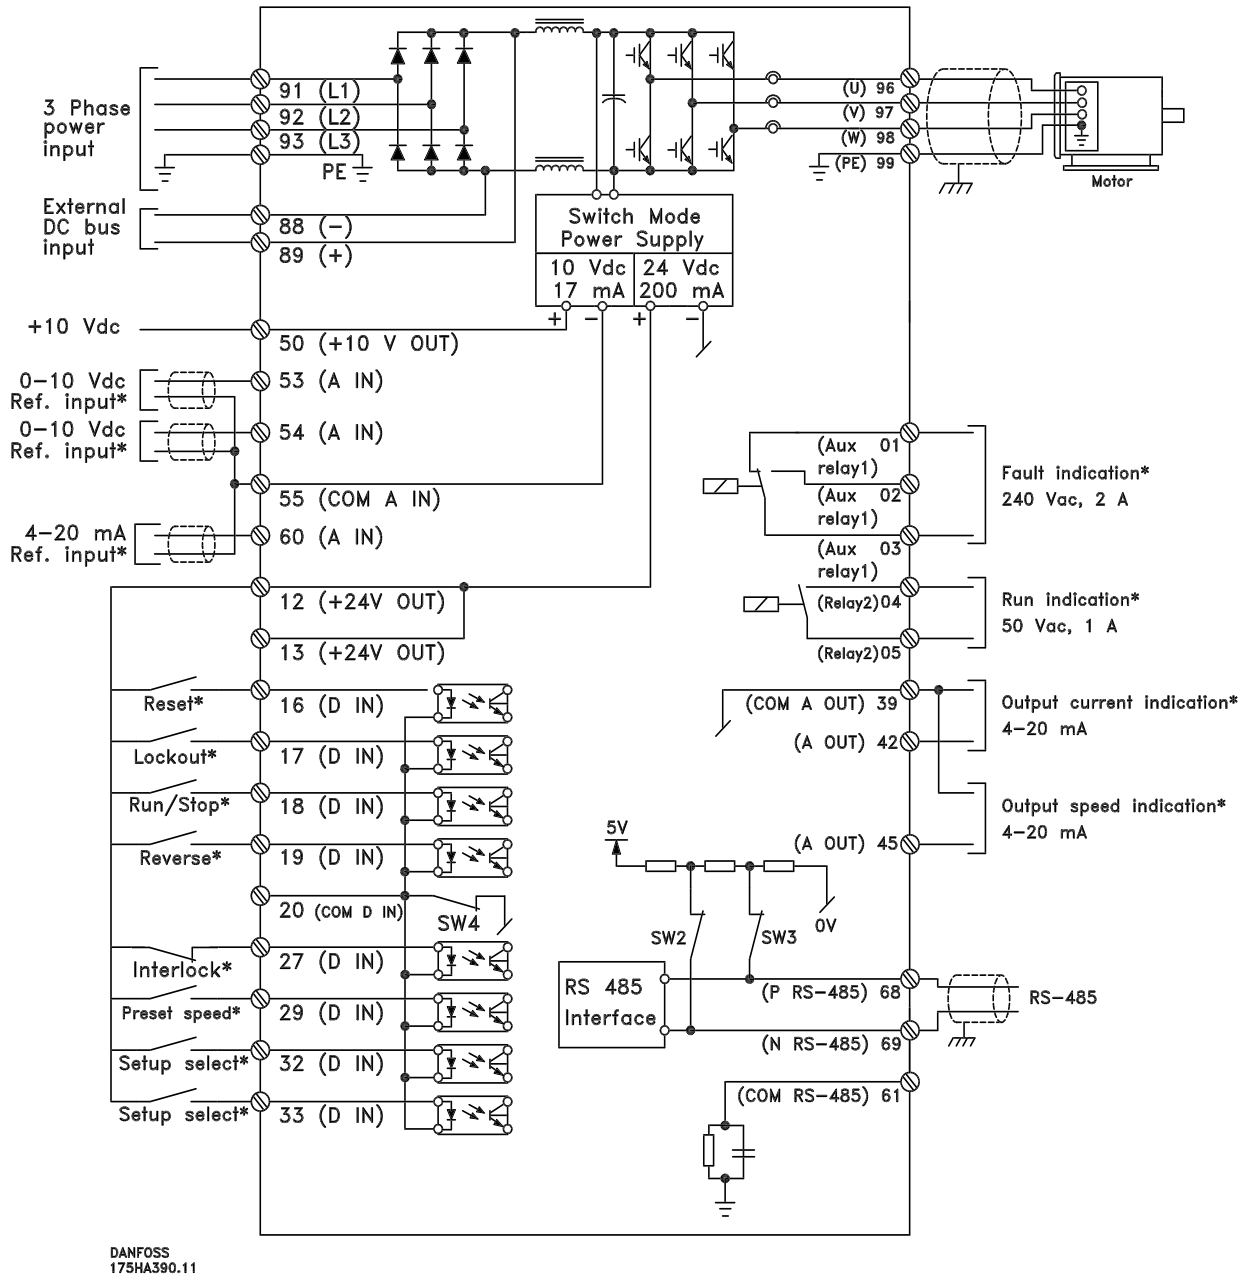 3 Phase
power
input
91 (L1)
92 (L2)
93 (L3)
PE
External
DC bus
input
88 (−)
89 (+)
Switch Mode
Power Supply
10 Vdc
17 mA
24 Vdc
200 mA
+
−
+
−
(U) 96
(V) 97
(W) 98
(PE) 99
Motor
+10 Vdc
50 (+10 V OUT)
0−10 Vdc
Ref. input*
53 (A IN)
0−10 Vdc
Ref. input*
54 (A IN)
55 (COM A IN)
4−20 mA
Ref. input*
60 (A IN)
12 (+24V OUT)
13 (+24V OUT)
Reset*
16 (D IN)
Lockout*
17 (D IN)
Run/Stop*
18 (D IN)
Reverse*
19 (D IN)
20 (COM D IN)
SW4
Interlock*
27 (D IN)
Preset speed*
29 (D IN)
Setup select*
32 (D IN)
Setup select*
33 (D IN)
(Aux 01
relay1)
(Aux 02
relay1)
(Aux 03
relay1)
Fault indication*
240 Vac, 2 A
(Relay2)04
(Relay2)05
Run indication*
50 Vac, 1 A
(COM A OUT) 39
(A OUT) 42
Output current indication*
4−20 mA
(A OUT) 45
Output speed indication*
4−20 mA
5V
0V
SW2
SW3
RS 485
Interface
(P RS−485) 68
(N RS−485) 69
RS−485
(COM RS−485) 61
DANFOSS
175HA390.11